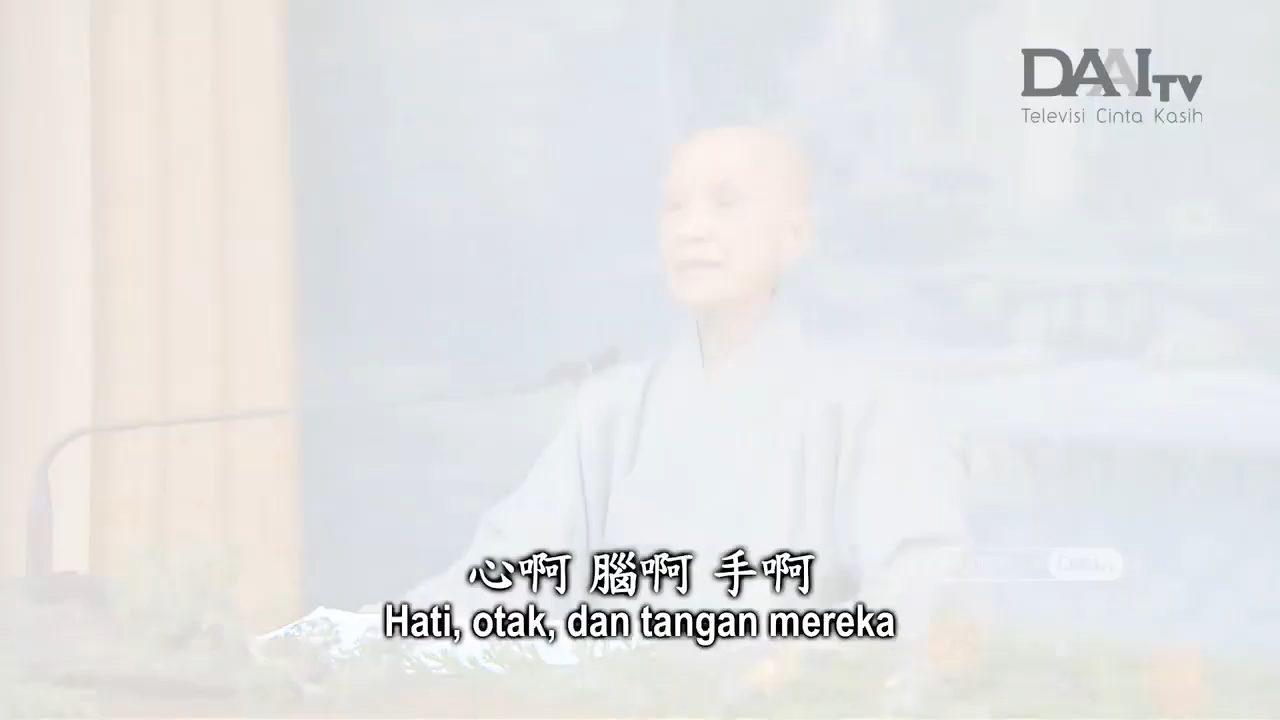 DAAI TV
Televisi Cinta Kasih
心啊 腦啊 手啊
Hati, otak, dan tangan mereka